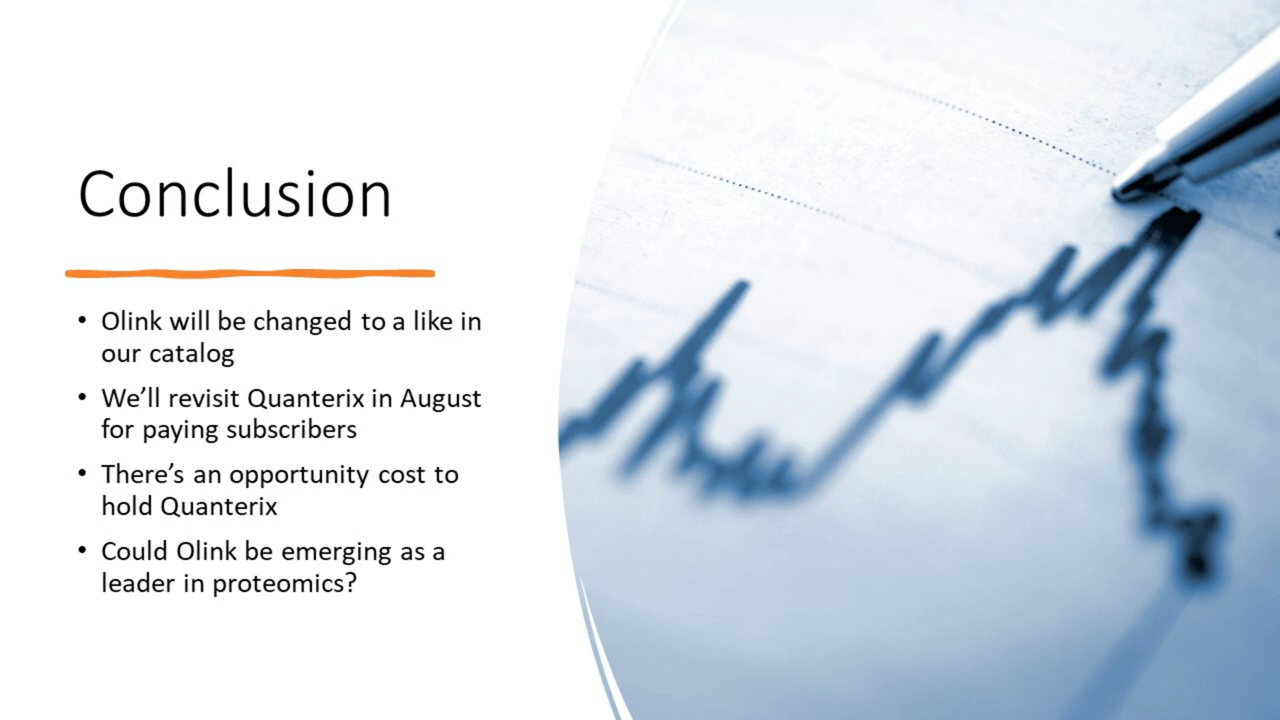 Conclusion
• Olink will be changed to a like in
our catalog
• We’ll revisit Quanterix in August
for paying subscribers
• There’s an opportunity cost to
hold Quanterix
• Could Olink be emerging as a
leader in proteomics?